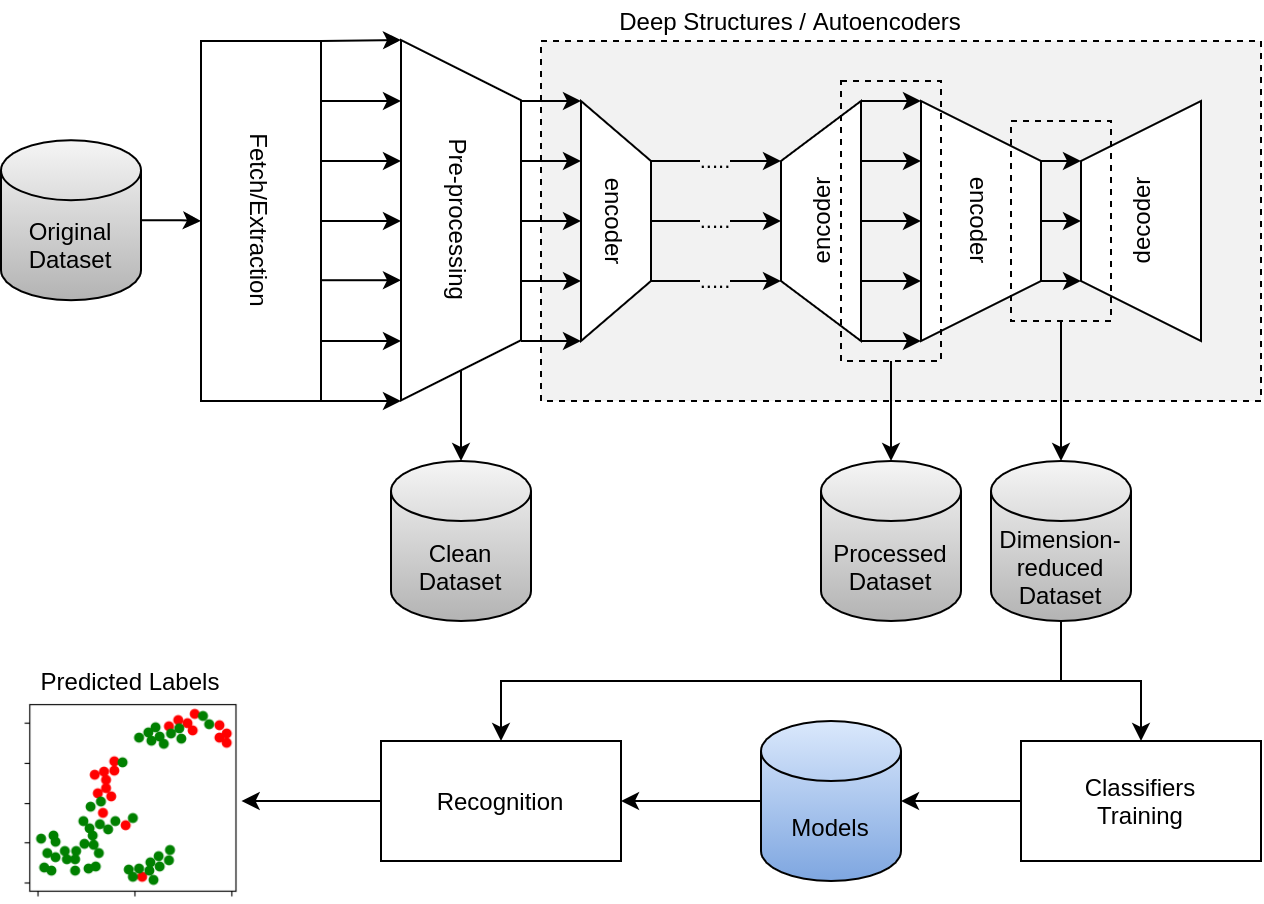 Deep Structures / Autoencoders
Original
Dataset
Fetch/Extraction
Pre-processing
encoder
.....
.....
.....
encoder
encoder
decoder
Clean
Dataset
Processed
Dataset
Dimension-
reduced
Dataset
Predicted Labels
Recognition
Models
Classifiers
Training